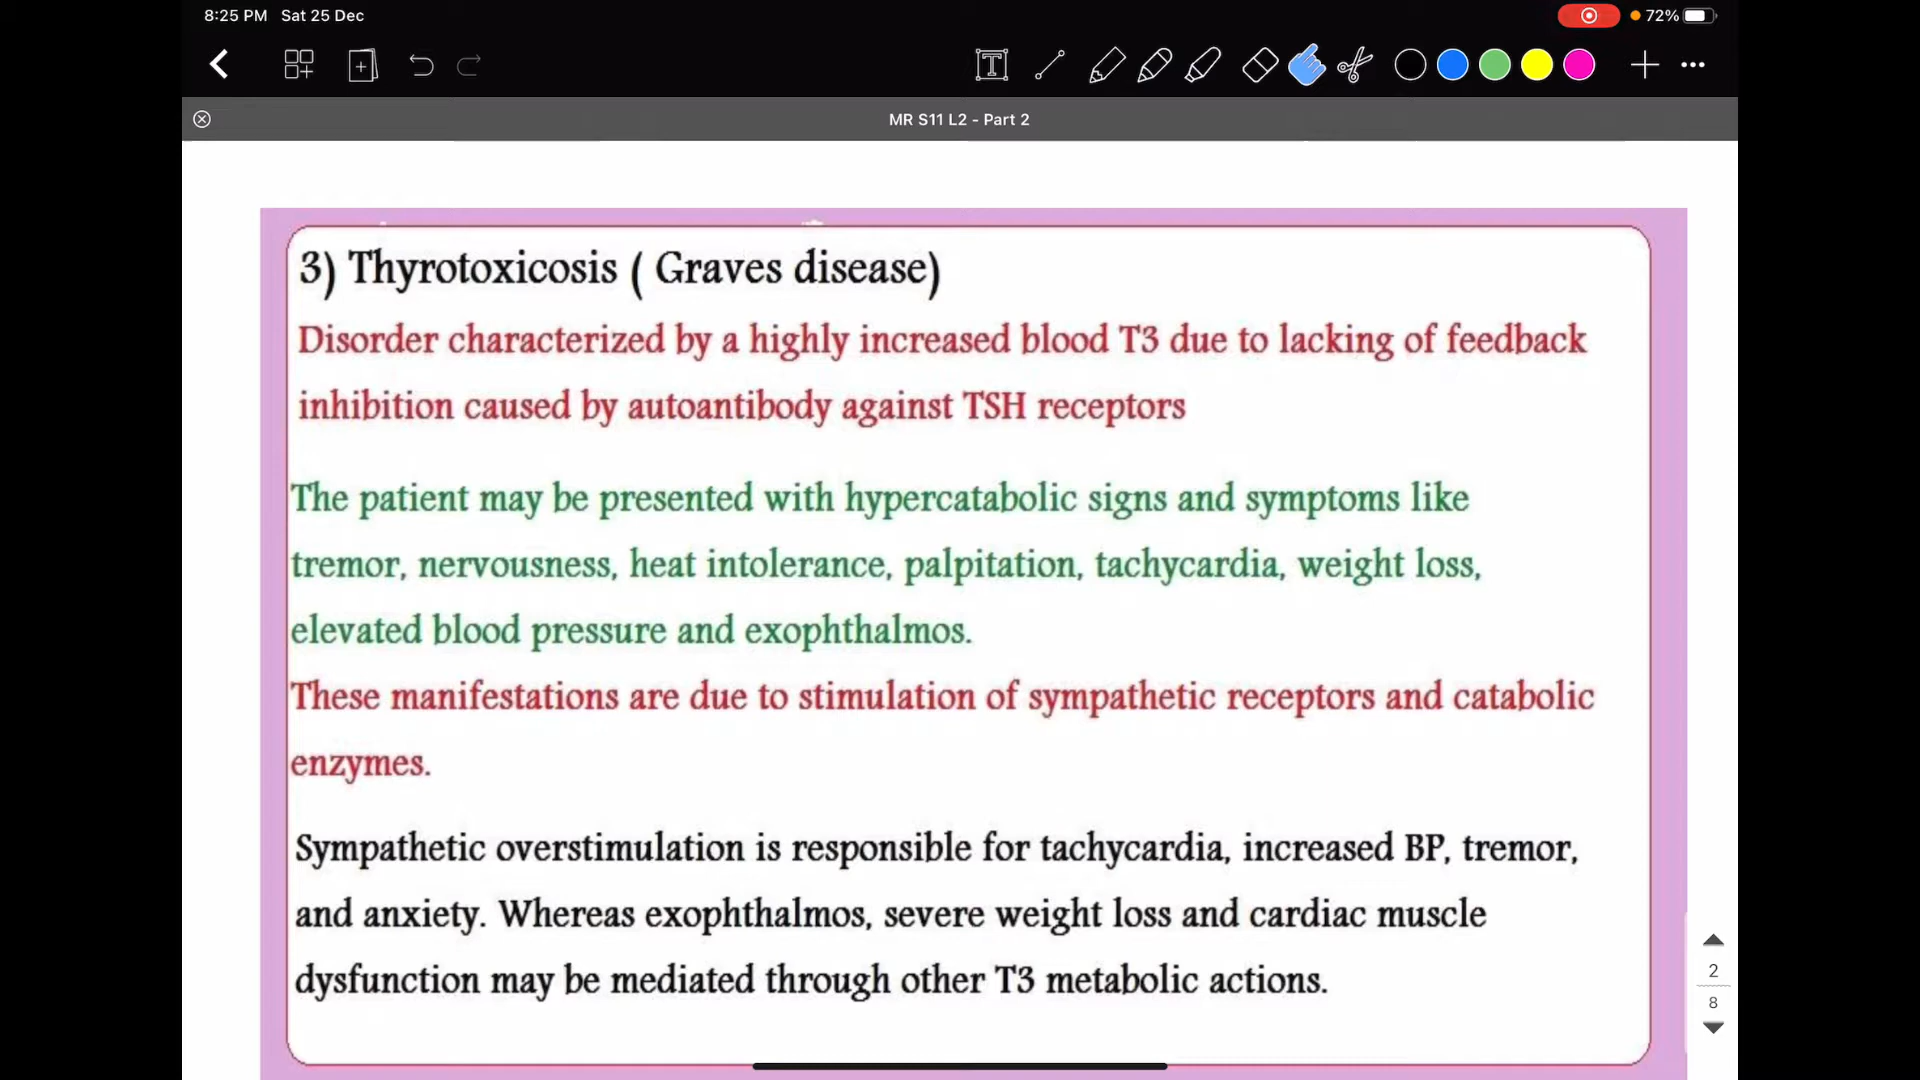 8:25 PM Sat 25 Dec
72%
MR S11 L2 - Part 2
3) Thyrotoxicosis ( Graves disease)
Disorder characterized by a highly increased blood T3 due to lacking of feedback
inhibition caused by autoantibody against TSH receptors
The patient may be presented with hypercatabolic signs and symptoms like
tremor, nervousness, heat intolerance, palpitation, tachycardia, weight loss,
elevated blood pressure and exophthalmos.
These manifestations are due to stimulation of sympathetic receptors and catabolic
enzymes.
Sympathetic overstimulation is responsible for tachycardia, increased BP, tremor,
and anxiety. Whereas exophthalmos, severe weight loss and cardiac muscle
dysfunction may be mediated through other T3 metabolic actions.
2
8